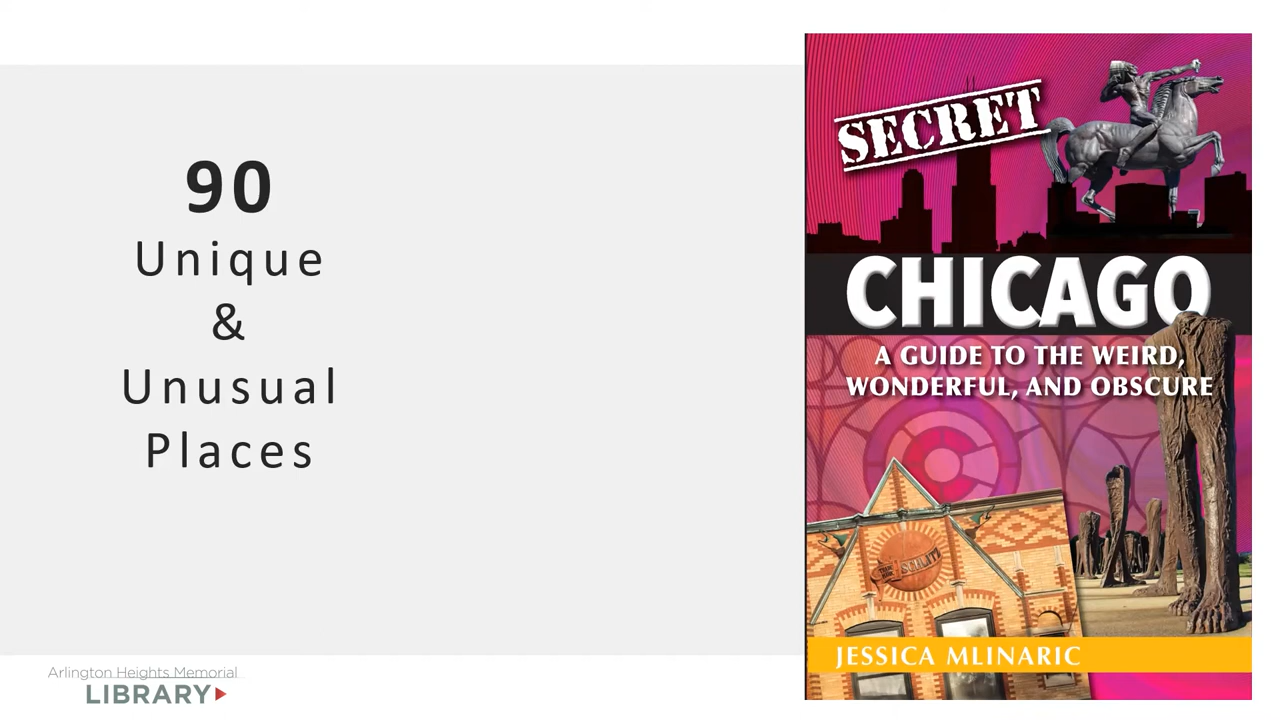 90
Unique
&
Unusual
Places
SECRET
CHICAGO
A GUIDE TO THE WEIRD,
WONDERFUL, AND OBSCURE
SCHLITZ
JESSICA MLINARIC
Arlington Heights Memorial
LIBRARY